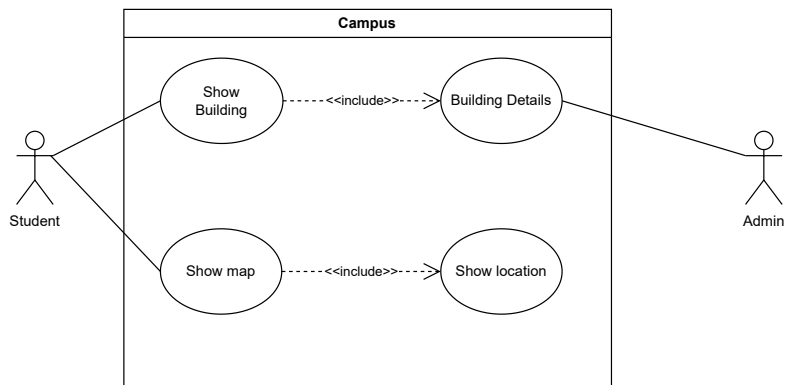 Campus
Show
Building
<<include>>
Building Details
Student
Admin
Show map
<<include>>
Show location